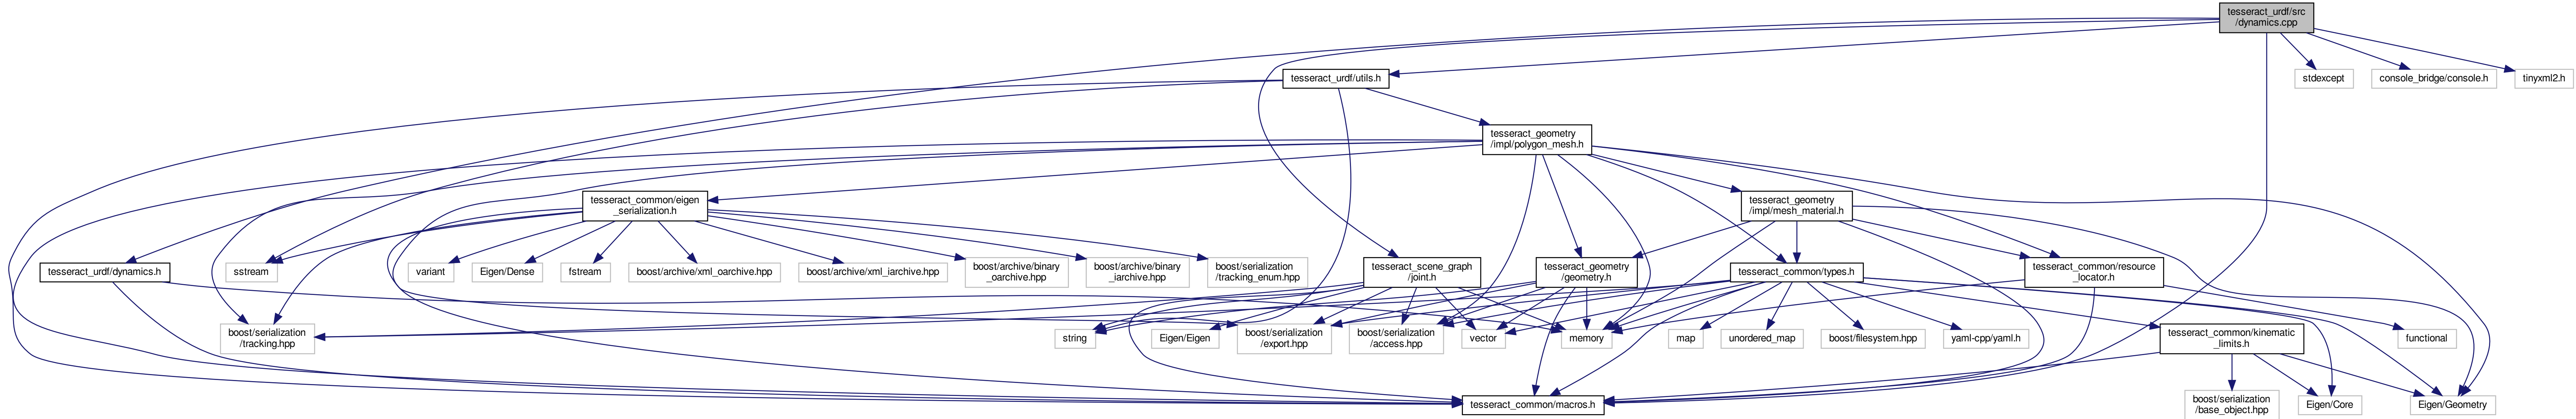 tesseract_urdf/src
/dynamics.cpp
tesseract_urdf/utils.h
stdexcept
console_bridge/console.h
tinyxml2.h
tesseract_geometry
/impl/polygon_mesh.h
tesseract_common/eigen
_serialization.h
tesseract_geometry
/impl/mesh_material.h
tesseract_urdf/dynamics.h
sstream
variant
Eigen/Dense
fstream
boost/archive/xml_oarchive.hpp
boost/archive/xml_iarchive.hpp
boost/archive/binary
_oarchive.hpp
boost/archive/binary
_iarchive.hpp
boost/serialization
/tracking_enum.hpp
tesseract_scene_graph
/joint.h
tesseract_geometry
/geometry.h
tesseract_common/types.h
tesseract_common/resource
_locator.h
boost/serialization
/tracking.hpp
string
Eigen/Eigen
boost/serialization
/export.hpp
boost/serialization
/access.hpp
vector
memory
map
unordered_map
boost/filesystem.hpp
yaml-cpp/yaml.h
tesseract_common/kinematic
_limits.h
functional
tesseract_common/macros.h
boost/serialization
/base_object.hpp
Eigen/Core
Eigen/Geometry